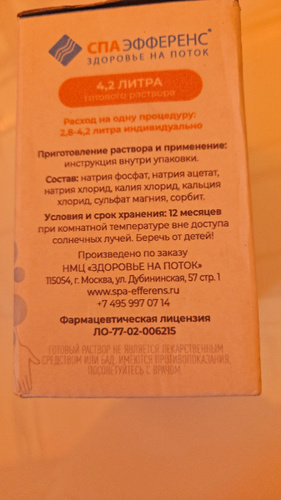 СПАЭФФЕРЕНС®
ЗДОРОВЬЕ НА ПОТОК
4,2 ЛИТРА
готового раствора
Расход на одну процедуру:
2,8-4,2 литра индивидуально
Приготовление раствора и применение:
инструкция внутри упаковки.
Состав: натрия фосфат, натрия ацетат,
натрия хлорид, калия хлорид, кальция
хлорид, сульфат магния, сорбит.
Условия и срок хранения: 12 месяцев
при комнатной температуре вне доступа
солнечных лучей. Беречь от детей!
Произведено по заказу
НМЦ «ЗДОРОВЬЕ НА ПОТОК»
115054, г. Москва, ул. Дубининская, 57 стр. 1
www.spa-efferens.ru
+7 495 997 07 14
Фармацевтическая лицензия
ЛО-77-02-006215
ГОТОВЫЙ РАСТВОР НЕ ЯВЛЯЕТСЯ ЛЕКАРСТВЕННЫМ
СРЕДСТВОМ ИЛИ БАД. ИМЕЮТСЯ ПРОТИВОПОКАЗАНИЯ.
ПОСОВЕТУЙТЕСЬ С ВРАЧОМ.